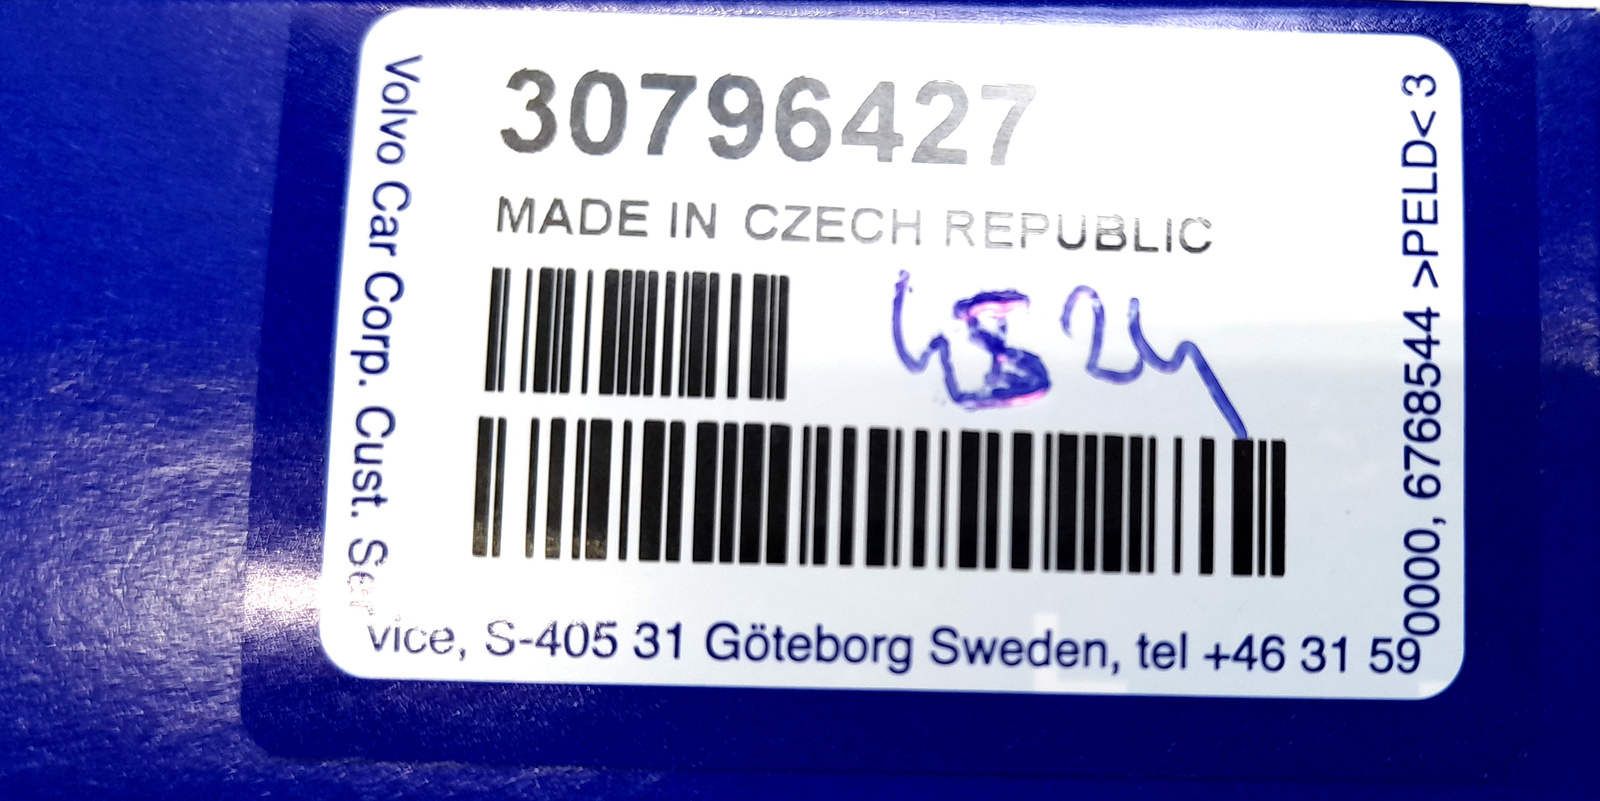 30796427
MADE IN CZECH REPUBLIC
Volvo Car Corp. Cust. Ser
vice, S-405 31 Göteborg Sweden, tel +46 31 59
0000, 6768544 >PELD< 3